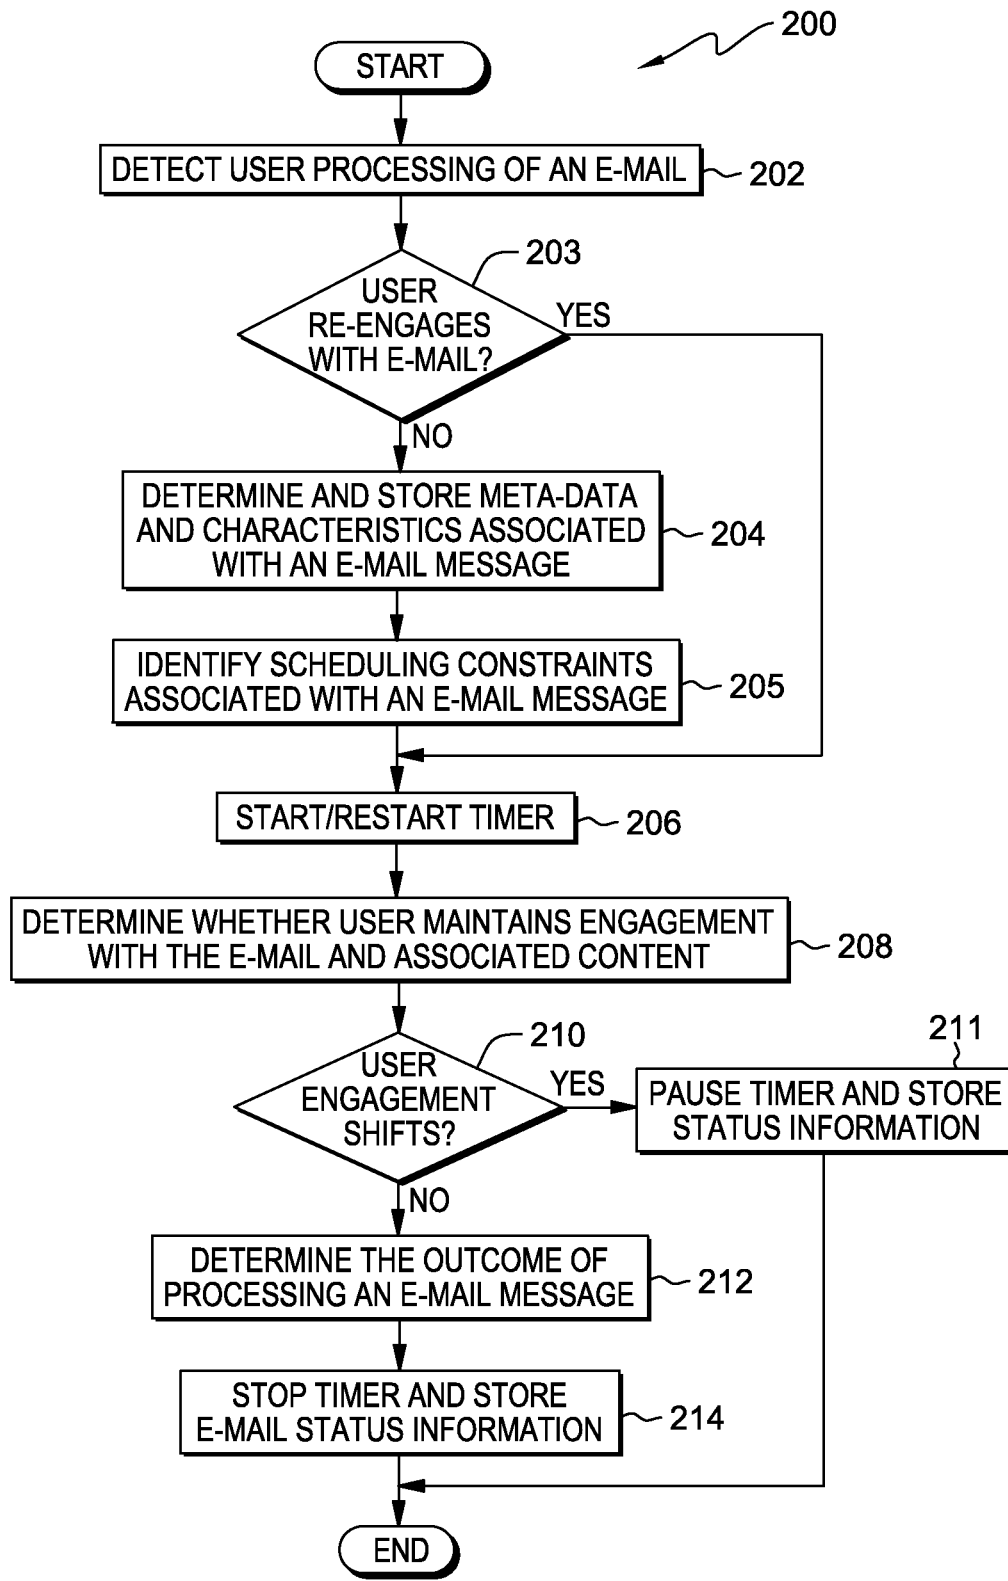 200
START
DETECT USER PROCESSING OF AN E-MAIL
202
203
USER
RE-ENGAGES
WITH E-MAIL?
YES
NO
DETERMINE AND STORE META-DATA
AND CHARACTERISTICS ASSOCIATED
WITH AN E-MAIL MESSAGE
204
IDENTIFY SCHEDULING CONSTRAINTS
ASSOCIATED WITH AN E-MAIL MESSAGE
205
START/RESTART TIMER
206
DETERMINE WHETHER USER MAINTAINS ENGAGEMENT
WITH THE E-MAIL AND ASSOCIATED CONTENT
208
210
USER
ENGAGEMENT
SHIFTS?
YES
211
PAUSE TIMER AND STORE
STATUS INFORMATION
NO
DETERMINE THE OUTCOME OF
PROCESSING AN E-MAIL MESSAGE
212
STOP TIMER AND STORE
E-MAIL STATUS INFORMATION
214
END